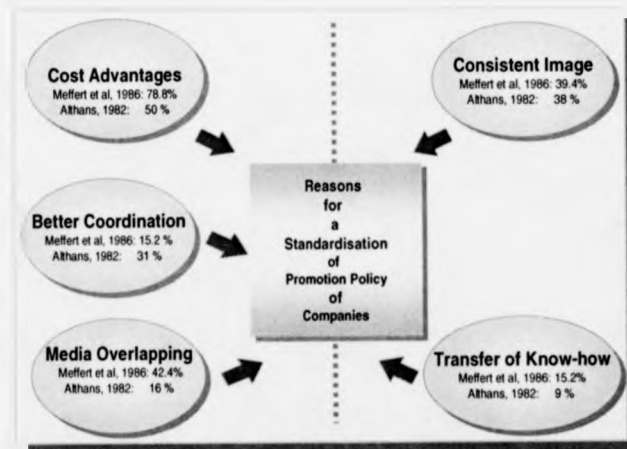 Cost Advantages
Meffert et al, 1986: 78.8%
Althans, 1982: 50 %
Consistent Image
Meffert et al, 1986: 39.4%
Althans, 1982: 38 %
Reasons
for
a
Standardisation
of
Promotion Policy
of
Companies
Better Coordination
Meffert et al, 1986: 15.2 %
Althans, 1982: 31 %
Media Overlapping
Meffert et al, 1986: 42.4%
Althans, 1982: 16 %
Transfer of Know-how
Meffert et al, 1986: 15.2%
Althans, 1982: 9 %